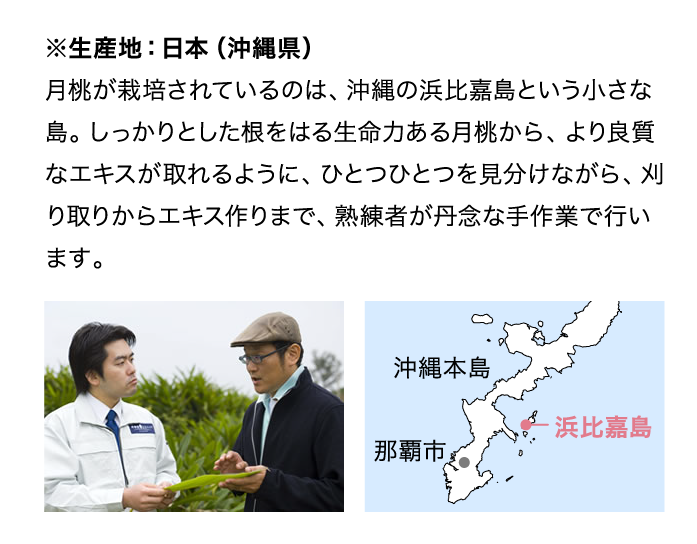 ※生産地：日本（沖縄県）
月桃が栽培されているのは、沖縄の浜比嘉島という小さな
島。しっかりとした根をはる生命力ある月桃から、より良質
なエキスが取れるように、ひとつひとつを見分けながら、刈
り取りからエキス作りまで、熟練者が丹念な手作業で行い
ます。
沖縄本島
浜比嘉島
那覇市